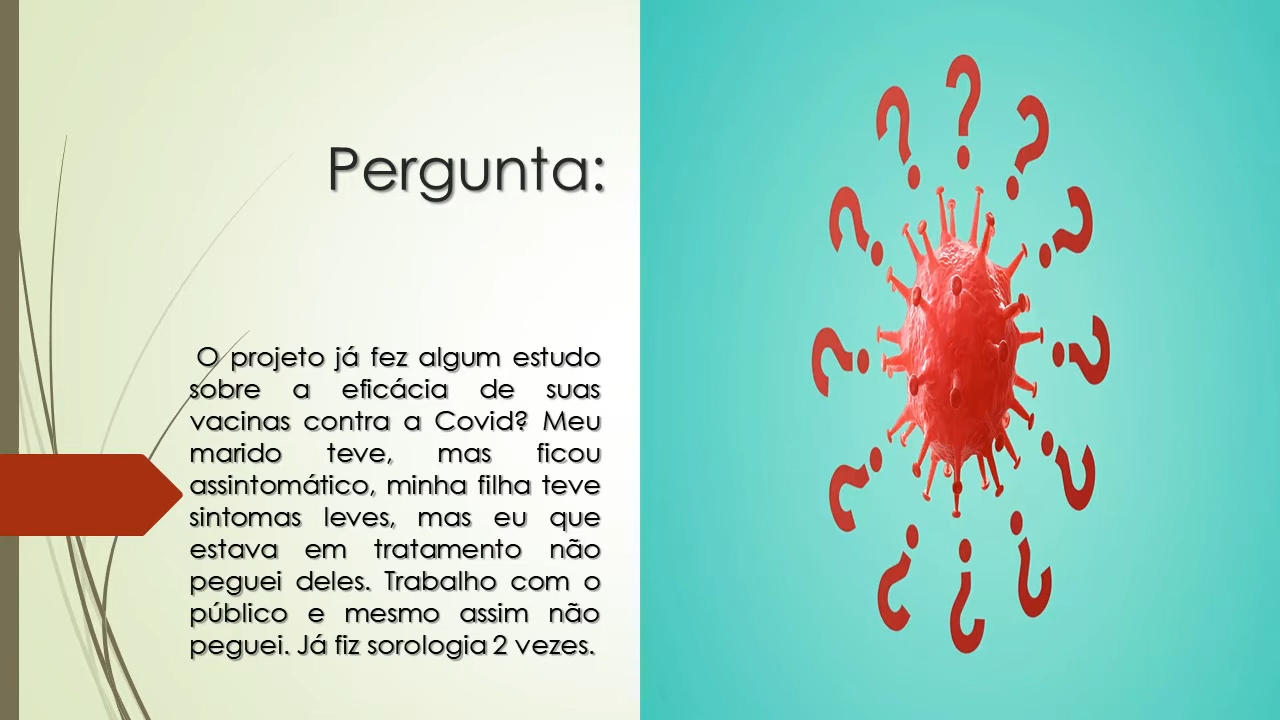 Pergunta:
O projeto já fez algum estudo
sobre a eficácia de suas
vacinas contra a Covid? Meu
marido teve, mas ficou
assintomático, minha filha teve
sintomas leves, mas eu que
estava em tratamento não
peguei deles. Trabalho com o
público e mesmo assim não
peguei. Já fiz sorologia 2 vezes.
? ? ? ? ? ? ? ? ? ? ? ?